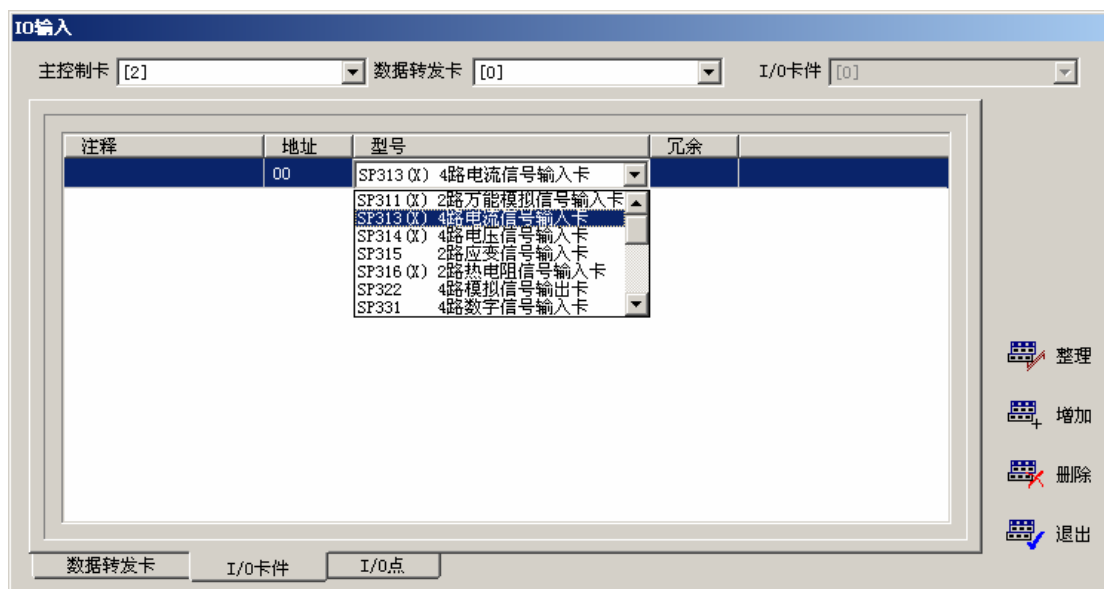 IO输入
主控制卡 [2] 数据转发卡 [0] I/O卡件 [0]
注释 地址 型号 冗余
00 SP313(X) 4路电流信号输入卡
SP311(X) 2路万能模拟信号输入卡
SP313(X) 4路电流信号输入卡
SP314(X) 4路电压信号输入卡
SP315 2路应变信号输入卡
SP316(X) 2路热电阻信号输入卡
SP322 4路模拟信号输出卡
SP331 4路数字信号输入卡
整理
增加
删除
退出
数据转发卡 I/O卡件 I/O点